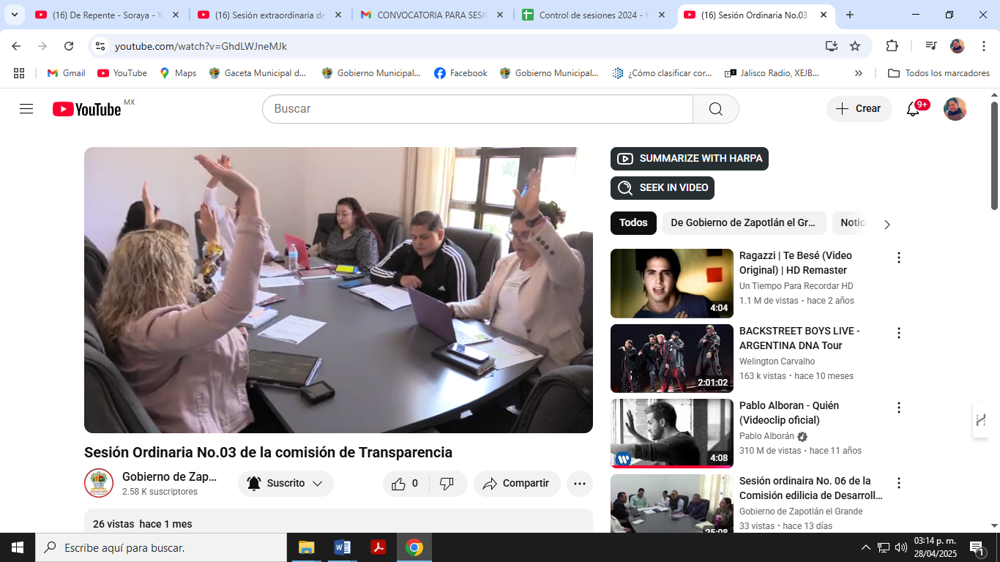 (16) De Repente - Soraya - Y
(16) Sesión extraordinaria de
CONVOCATORIA PARA SESI
Control de sesiones 2024 - H
(16) Sesión Ordinaria No.03
youtube.com/watch?v=GhdLWJneMJk
Gmail
YouTube
Maps
Gaceta Municipal d...
Gobierno Municipal...
Facebook
Gobierno Municipal...
¿Cómo clasificar cor...
Jalisco Radio, XEJB...
Todos los marcadores
YouTube MX
Buscar
Crear
9+
SUMMARIZE WITH HARPA
SEEK IN VIDEO
Todos
De Gobierno de Zapotlán el Gr...
Notic
Ragazzi | Te Besé (Video
Original) | HD Remaster
Un Tiempo Para Recordar HD
1.1 M de vistas • hace 2 años
4:04
BACKSTREET BOYS LIVE -
ARGENTINA DNA Tour
Welington Carvalho
163 k vistas • hace 10 meses
2:01:02
Pablo Alboran - Quién
(Videoclip oficial)
Pablo Alborán
310 M de vistas • hace 11 años
4:08
Sesión ordinaira No. 06 de la
Comisión edilicia de Desarroll...
Gobierno de Zapotlán el Grande
33 vistas • hace 13 días
25:08
Sesión Ordinaria No.03 de la comisión de Transparencia
Gobierno de Zap...
2.58 K suscriptores
Suscrito
0
Compartir
26 vistas hace 1 mes
Escribe aquí para buscar.
03:14 p. m.
28/04/2025
1